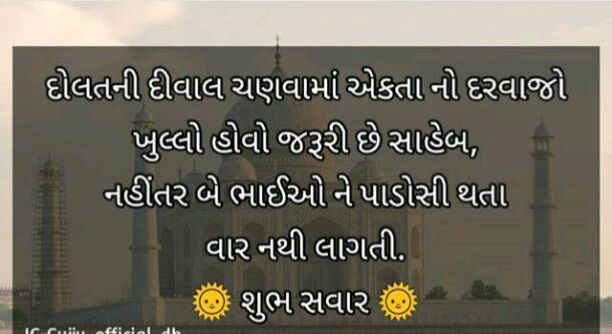 દોલતની દીવાલ ચણવામાં એકતા નો દરવાજો
ખુલ્લો હોવો જરૂરી છે સાહેબ,
નહીંતર બે ભાઈઓ ને પાડોસી થતા
વાર નથી લાગતી.
🌞 શુભ સવાર 🌞